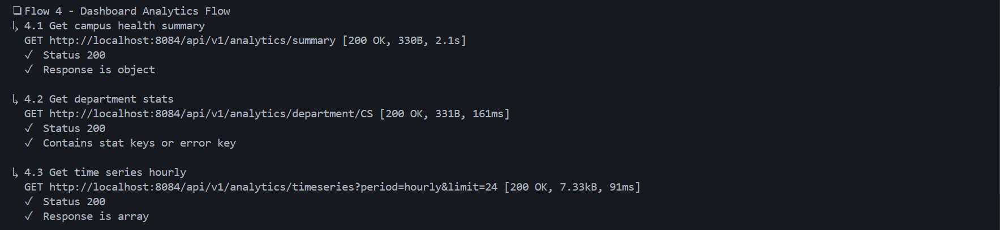 ❏ Flow 4 - Dashboard Analytics Flow
↳ 4.1 Get campus health summary
GET http://localhost:8084/api/v1/analytics/summary [200 OK, 330B, 2.1s]
✓ Status 200
✓ Response is object
↳ 4.2 Get department stats
GET http://localhost:8084/api/v1/analytics/department/CS [200 OK, 331B, 161ms]
✓ Status 200
✓ Contains stat keys or error key
↳ 4.3 Get time series hourly
GET http://localhost:8084/api/v1/analytics/timeseries?period=hourly&limit=24 [200 OK, 7.33kB, 91ms]
✓ Status 200
✓ Response is array